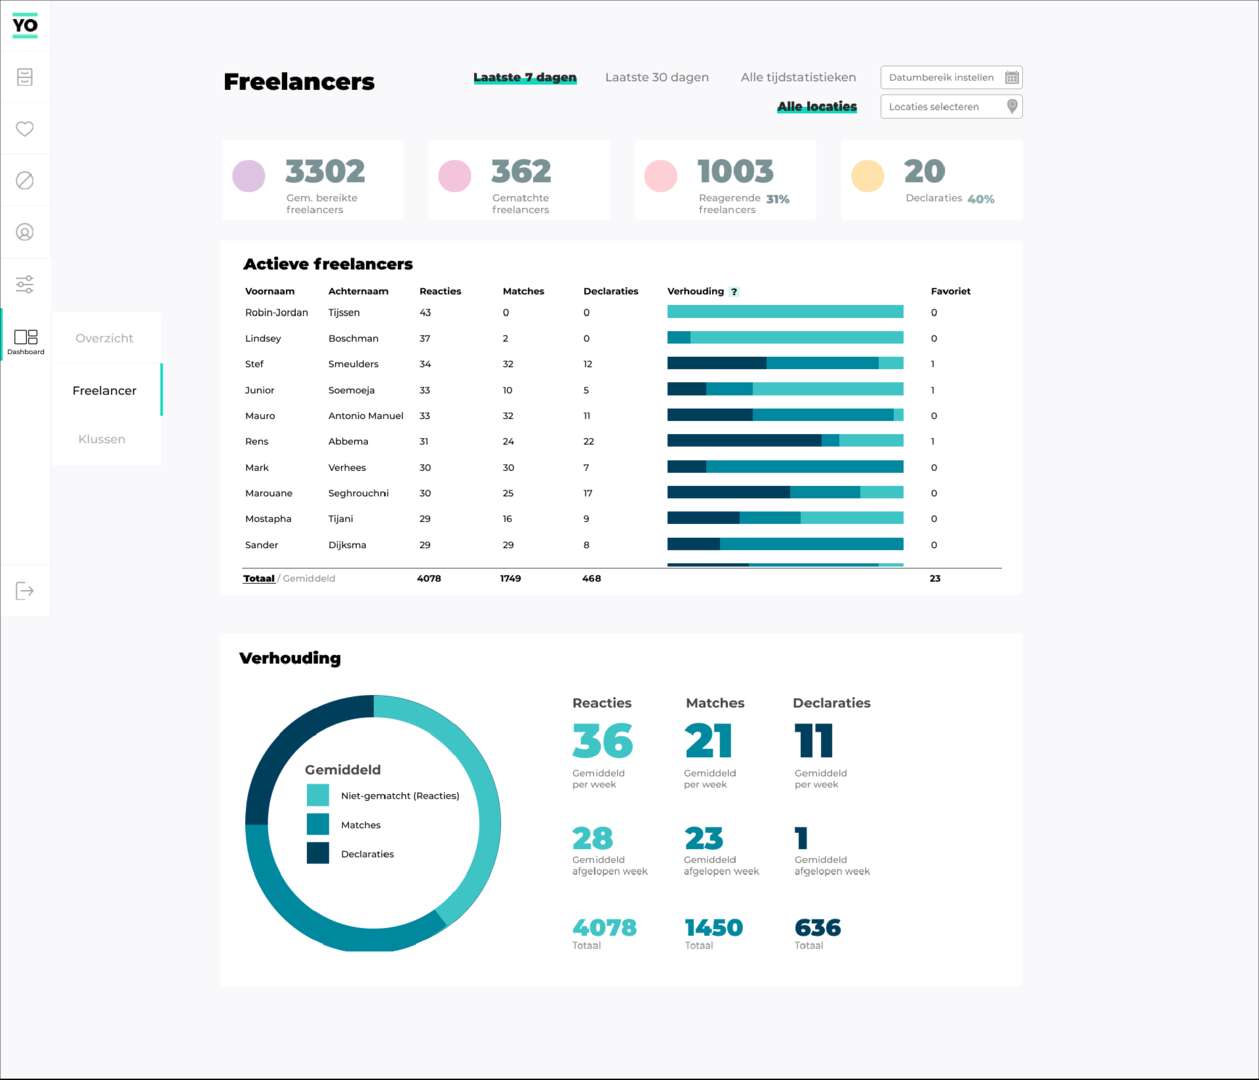 YO
Freelancers
Laatste 7 dagen
Laatste 30 dagen
Alle tijdstatistieken
Datumbereik instellen
Alle locaties
Locaties selecteren
3302
Gem. bereikte
freelancers
362
Gematchte
freelancers
1003
Reagerende 31%
freelancers
20
Declaraties 40%
Dashboard
Overzicht
Freelancer
Klussen
Actieve freelancers
Voornaam Achternaam Reacties Matches Declaraties Verhouding ? Favoriet
Robin-Jordan Tijssen 43 0 0 0
Lindsey Boschman 37 2 0 0
Stef Smeulders 34 32 12 1
Junior Soemoeja 33 10 5 1
Mauro Antonio Manuel 33 32 11 0
Rens Abbema 31 24 22 1
Mark Verhees 30 30 7 0
Marouane Seghrouchni 30 25 17 0
Mostapha Tijani 29 16 9 0
Sander Dijksma 29 29 8 0
Totaal / Gemiddeld 4078 1749 468 23
Verhouding
Gemiddeld
Niet-gematcht (Reacties)
Matches
Declaraties
Reacties Matches Declaraties
36 21 11
Gemiddeld Gemiddeld Gemiddeld
per week per week per week
28 23 1
Gemiddeld Gemiddeld Gemiddeld
afgelopen week afgelopen week afgelopen week
4078 1450 636
Totaal Totaal Totaal